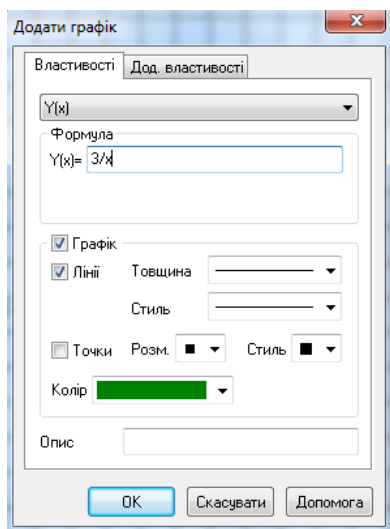 Додати графік
Властивості Дод. властивості
Y(x)
Формула
Y(x)= 3/x
Графік
Лінії Товщина
Стиль
Точки Розм. Стиль
Колір
Опис
OK Скасувати Допомога